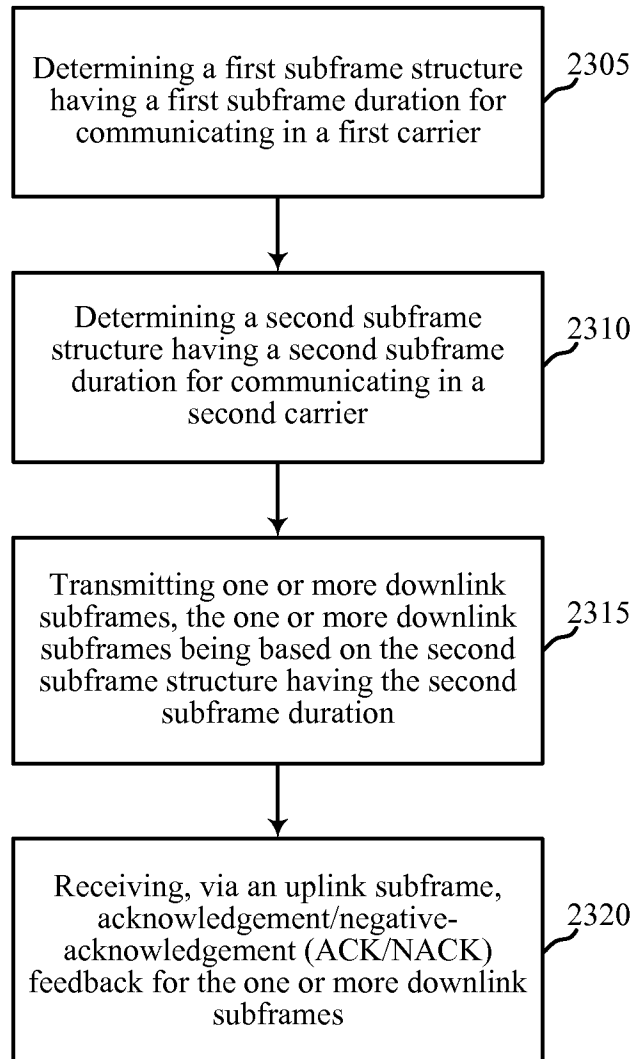 Determining a first subframe structure
having a first subframe duration for
communicating in a first carrier
2305
Determining a second subframe
structure having a second subframe
duration for communicating in a
second carrier
2310
Transmitting one or more downlink
subframes, the one or more downlink
subframes being based on the second
subframe structure having the second
subframe duration
2315
Receiving, via an uplink subframe,
acknowledgement/negative-
acknowledgement (ACK/NACK)
feedback for the one or more downlink
subframes
2320